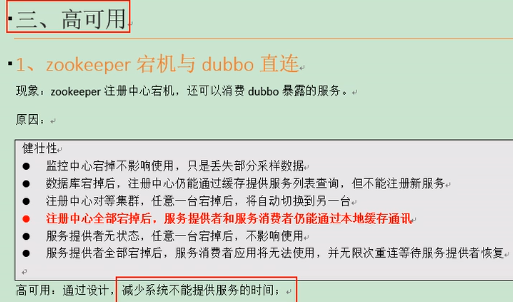 三、高可用
1、zookeeper 宕机与 dubbo 直连
现象：zookeeper 注册中心宕机，还可以消费 dubbo 暴露的服务。
原因：
健壮性
● 监控中心宕掉不影响使用，只是丢失部分采样数据
● 数据库宕掉后，注册中心仍能通过缓存提供服务列表查询，但不能注册新服务
● 注册中心对等集群，任意一台宕掉后，将自动切换到另一台
● 注册中心全部宕掉后，服务提供者和服务消费者仍能通过本地缓存通讯
● 服务提供者无状态，任意一台宕掉后，不影响使用
● 服务提供者全部宕掉后，服务消费者应用将无法使用，并无限次重连等待服务提供者恢复
高可用：通过设计，减少系统不能提供服务的时间；